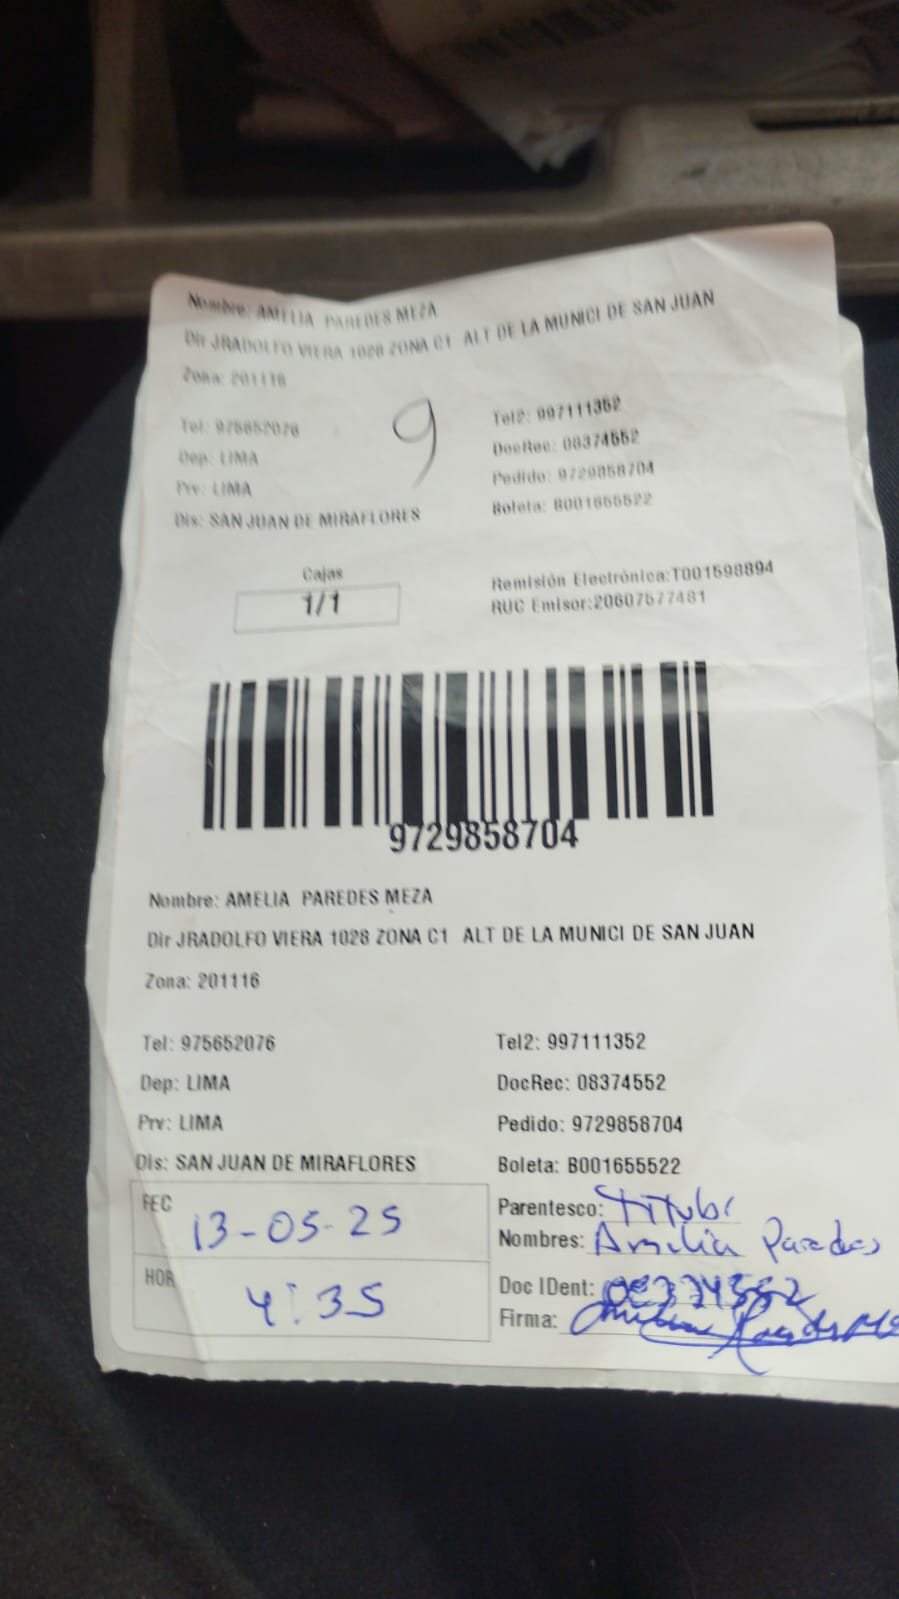 Nombre: AMELIA PAREDES MEZA
Dir JRADOLFO VIERA 1028 ZONA C1 ALT DE LA MUNICI DE SAN JUAN
Zona: 201116
Tel: 975652076 Tel2: 997111352
9
Dep: LIMA DocRec: 08374552
Prv: LIMA Pedido: 9729858704
Dis: SAN JUAN DE MIRAFLORES Boleta: B001655522
Cajas
1/1
Remisión Electrónica:T001598894
RUC Emisor:20607577481
9729858704
Nombre: AMELIA PAREDES MEZA
Dir JRADOLFO VIERA 1028 ZONA C1 ALT DE LA MUNICI DE SAN JUAN
Zona: 201116
Tel: 975652076 Tel2: 997111352
Dep: LIMA DocRec: 08374552
Prv: LIMA Pedido: 9729858704
Dis: SAN JUAN DE MIRAFLORES Boleta: B001655522
FEC 13-05-25
HOR 4:35
Parentesco: Titular
Nombres: Amelia Paredes
Doc IDent: 08374552
Firma: